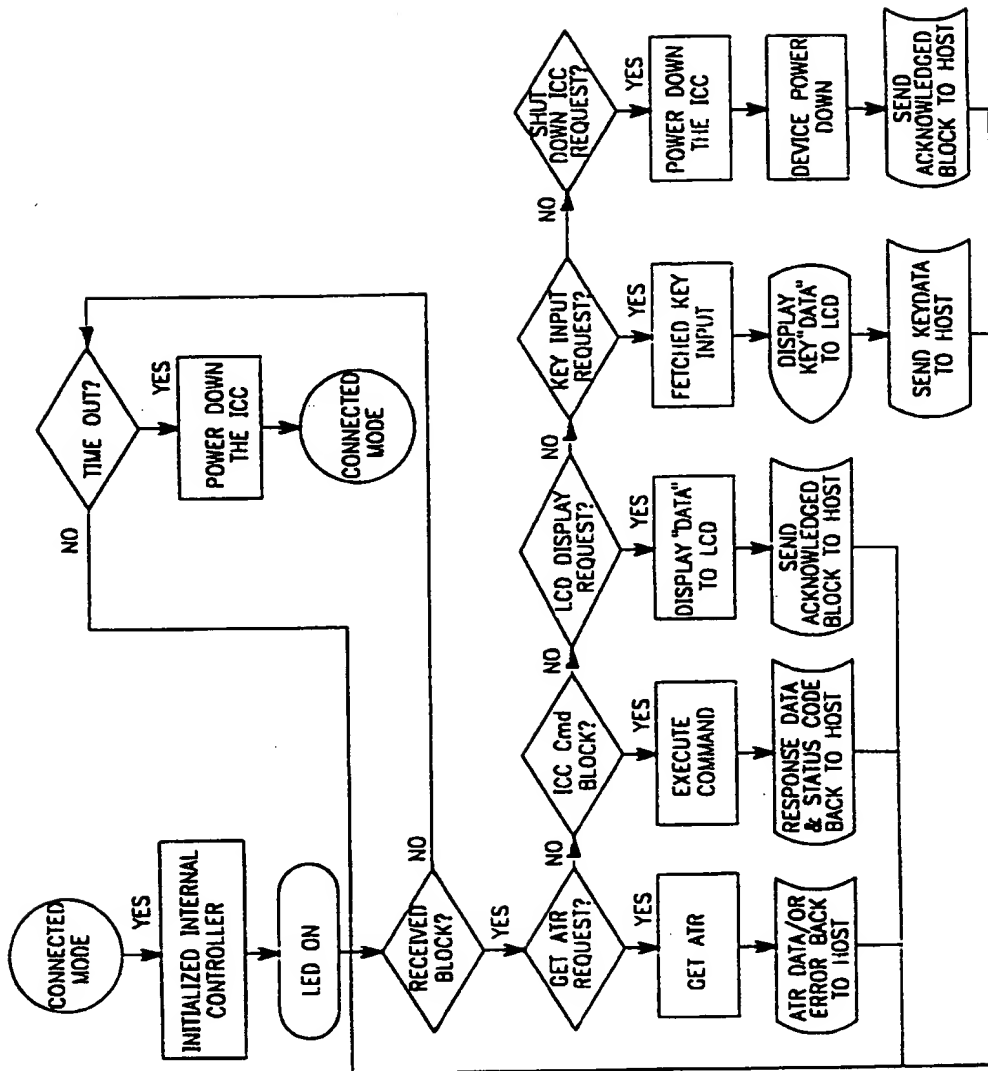 CONNECTED
MODE
YES
INITIALIZED INTERNAL
CONTROLLER
LED ON
RECEIVED
BLOCK?
NO
YES
TIME OUT?
NO
YES
POWER DOWN
THE ICC
CONNECTED
MODE
GET ATR
REQUEST?
NO
YES
GET ATR
ATR DATA/OR
ERROR BACK
TO HOST
ICC Cmd
BLOCK?
NO
YES
EXECUTE
COMMAND
RESPONSE DATA
& STATUS CODE
BACK TO HOST
LCD DISPLAY
REQUEST?
NO
YES
DISPLAY "DATA"
TO LCD
SEND
ACKNOWLEDGED
BLOCK TO HOST
KEY INPUT
REQUEST?
NO
YES
FETCHED KEY
INPUT
DISPLAY
KEY"DATA"
TO LCD
SEND KEYDATA
TO HOST
SHUT
DOWN ICC
REQUEST?
YES
POWER DOWN
THE ICC
DEVICE POWER
DOWN
SEND
ACKNOWLEDGED
BLOCK TO HOST